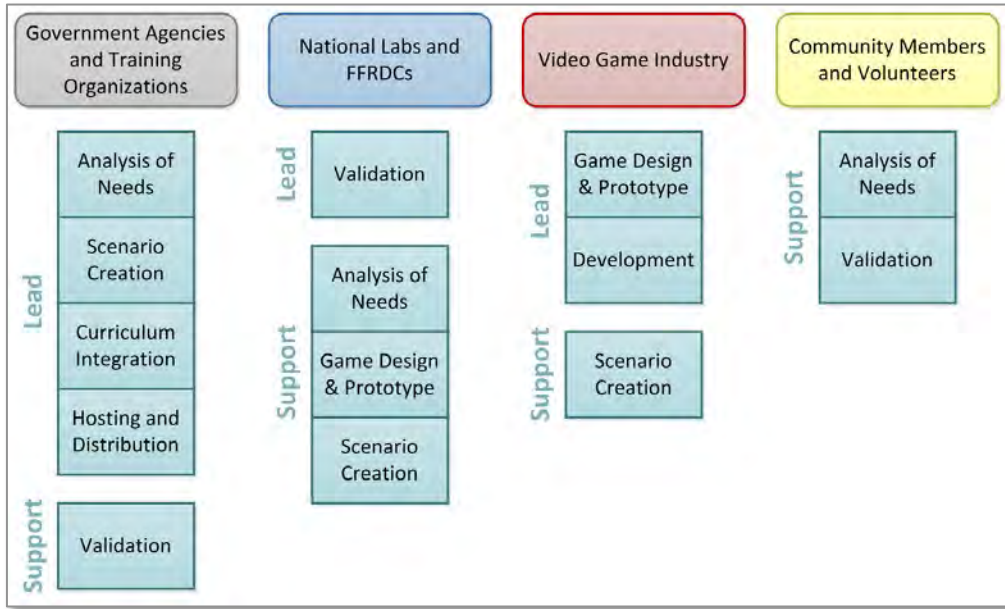 Government Agencies
and Training
Organizations
Lead
Analysis of
Needs
Scenario
Creation
Curriculum
Integration
Hosting and
Distribution
Support
Validation
National Labs and
FFRDCs
Lead
Validation
Support
Analysis of
Needs
Game Design
& Prototype
Scenario
Creation
Video Game Industry
Lead
Game Design
& Prototype
Development
Support
Scenario
Creation
Community Members
and Volunteers
Support
Analysis of
Needs
Validation